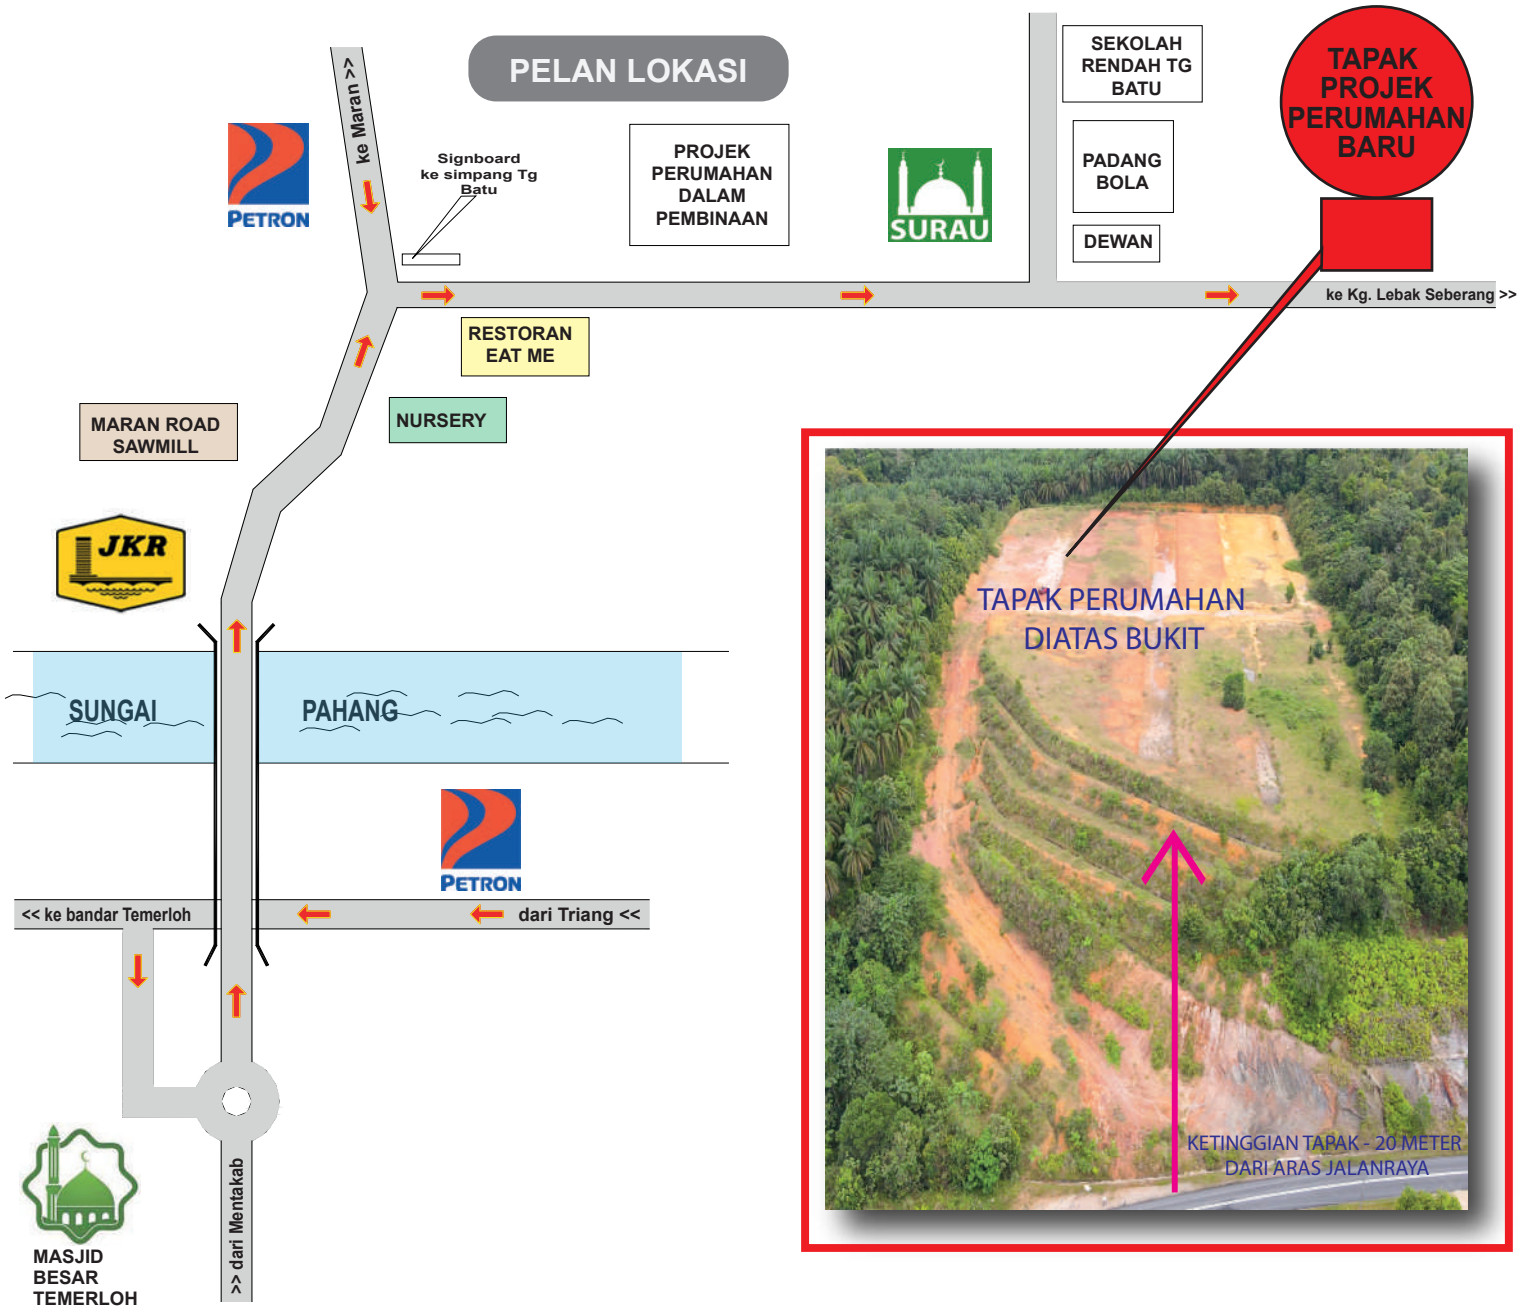 PELAN LOKASI
ke Maran >>
PETRON
Signboard
ke simpang Tg
Batu
PROJEK
PERUMAHAN
DALAM
PEMBINAAN
SURAU
SEKOLAH
RENDAH TG
BATU
PADANG
BOLA
DEWAN
TAPAK
PROJEK
PERUMAHAN
BARU
ke Kg. Lebak Seberang >>
RESTORAN
EAT ME
NURSERY
MARAN ROAD
SAWMILL
JKR
SUNGAI PAHANG
PETRON
<< ke bandar Temerloh
dari Triang <<
>> dari Mentakab
MASJID
BESAR
TEMERLOH
TAPAK PERUMAHAN
DIATAS BUKIT
KETINGGIAN TAPAK - 20 METER
DARI ARAS JALANRAYA